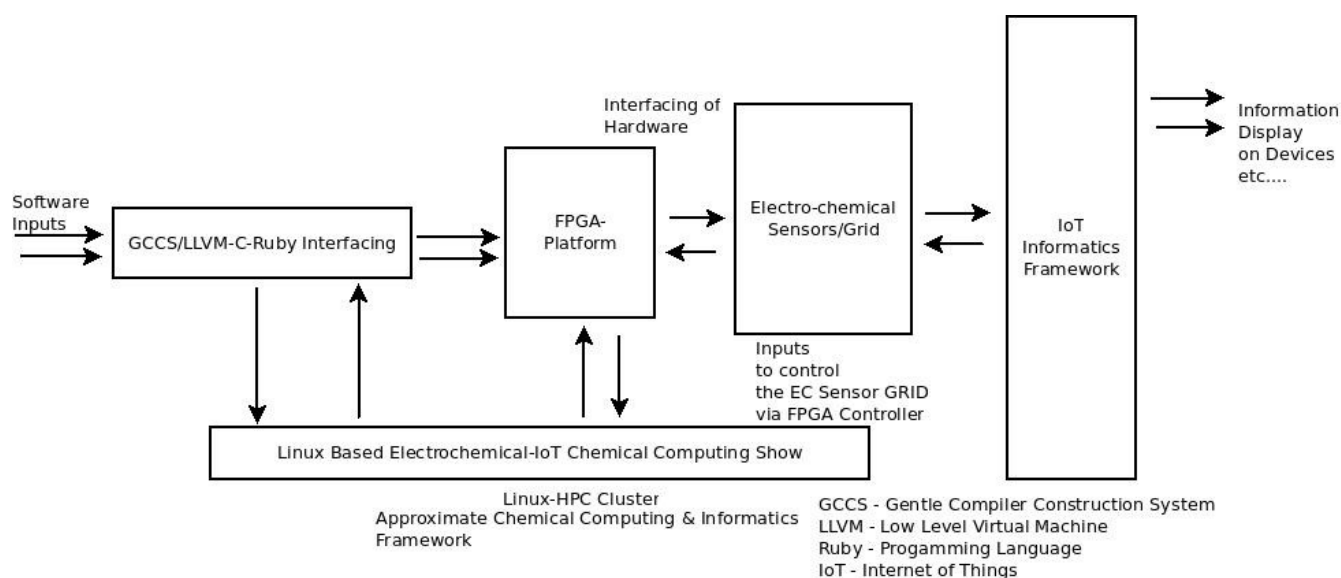 Software
Inputs
GCCS/LLVM-C-Ruby Interfacing
FPGA-
Platform
Interfacing of
Hardware
Electro-chemical
Sensors/Grid
IoT
Informatics
Framework
Information
Display
on Devices
etc....
Inputs
to control
the EC Sensor GRID
via FPGA Controller
Linux Based Electrochemical-IoT Chemical Computing Show
Linux-HPC Cluster
Approximate Chemical Computing & Informatics
Framework
GCCS - Gentle Compiler Construction System
LLVM - Low Level Virtual Machine
Ruby - Progamming Language
IoT - Internet of Things